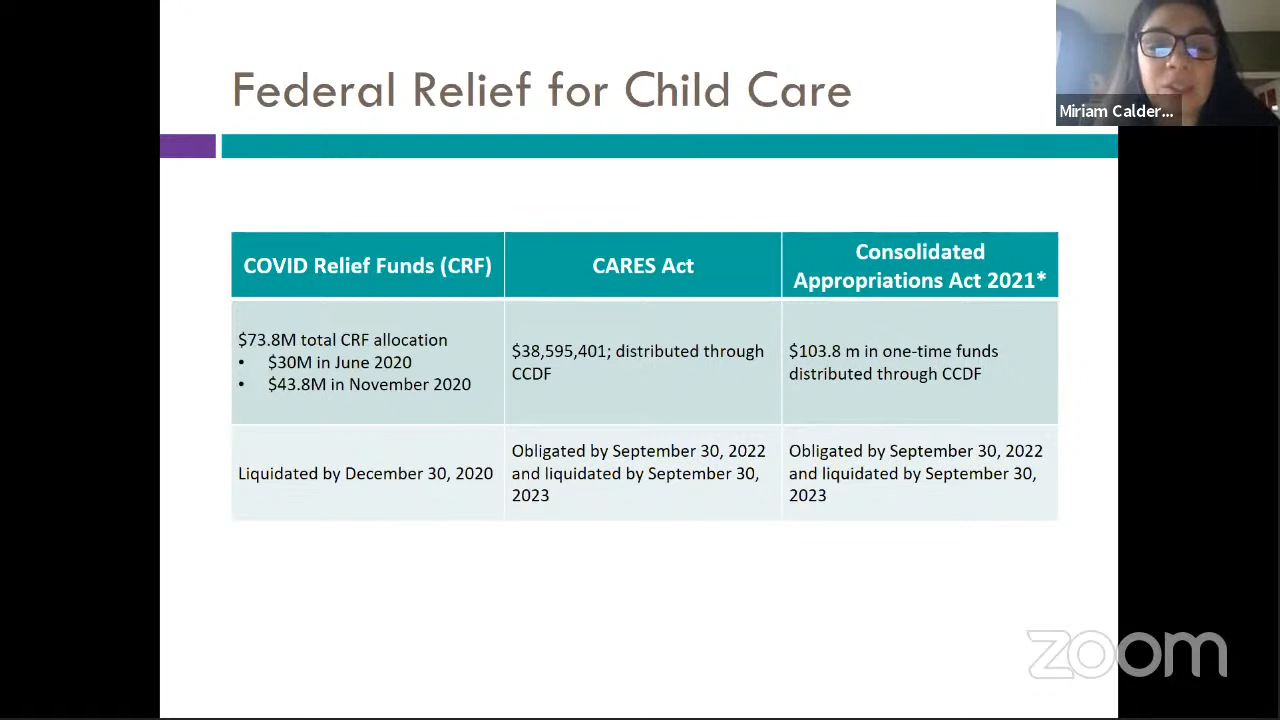 Federal Relief for Child Care
Miriam Calder...
COVID Relief Funds (CRF)
CARES Act
Consolidated
Appropriations Act 2021*
$73.8M total CRF allocation
• $30M in June 2020
• $43.8M in November 2020
$38,595,401; distributed through
CCDF
$103.8 m in one-time funds
distributed through CCDF
Liquidated by December 30, 2020
Obligated by September 30, 2022
and liquidated by September 30,
2023
Obligated by September 30, 2022
and liquidated by September 30,
2023
zoom